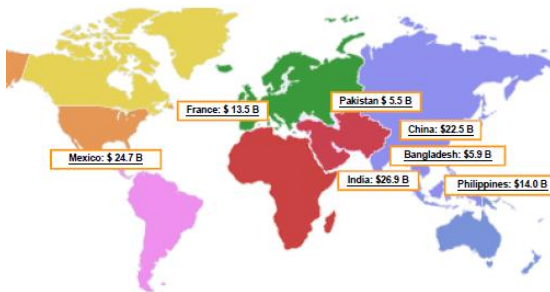 Pakistan $ 5.5 B
France: $ 13.5 B
China: $22.5 B
Mexico: $ 24.7 B
Bangladesh: $5.9 B
India: $26.9 B
Philippines: $14.0 B